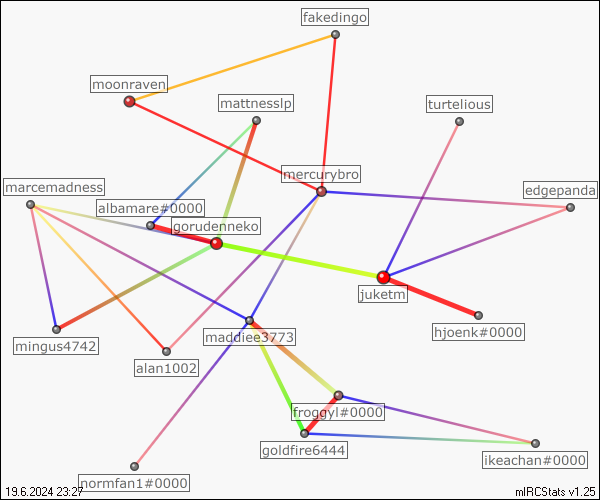 fakedingo
moonraven
mattnesslp
turtelious
mercurybro
marcemadness
edgepanda
albamare#0000
gorudenneko
juketm
hjoenk#0000
maddiee3773
mingus4742
alan1002
froggyl#0000
goldfire6444
ikeachan#0000
normfan1#0000
19.6.2024 23:27
mIRCStats v1.25